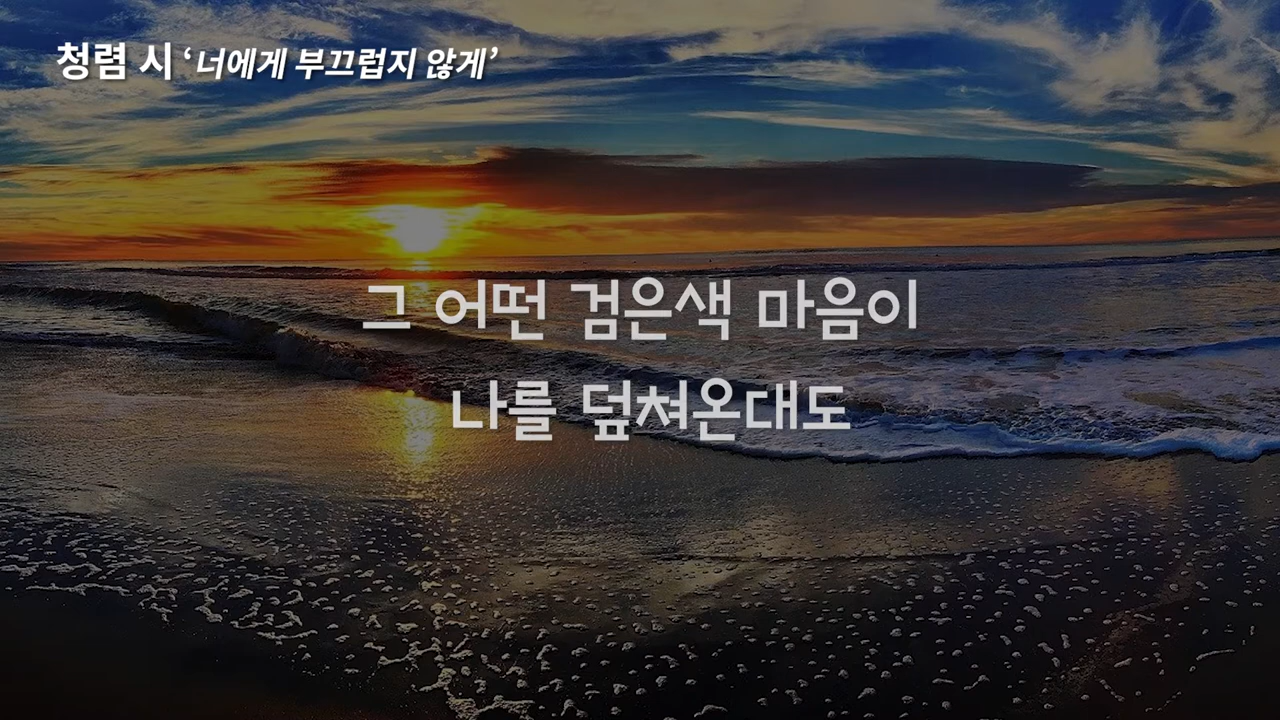 청렴 시 ‘너에게 부끄럽지 않게’
그 어떤 검은색 마음이
나를 덮쳐온대도